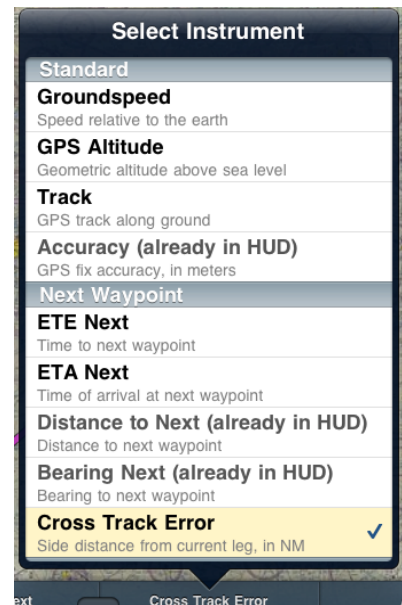 Select Instrument
Standard
Groundspeed
Speed relative to the earth
GPS Altitude
Geometric altitude above sea level
Track
GPS track along ground
Accuracy (already in HUD)
GPS fix accuracy, in meters
Next Waypoint
ETE Next
Time to next waypoint
ETA Next
Time of arrival at next waypoint
Distance to Next (already in HUD)
Distance to next waypoint
Bearing Next (already in HUD)
Bearing to next waypoint
Cross Track Error
Side distance from current leg, in NM
Cross Track Error